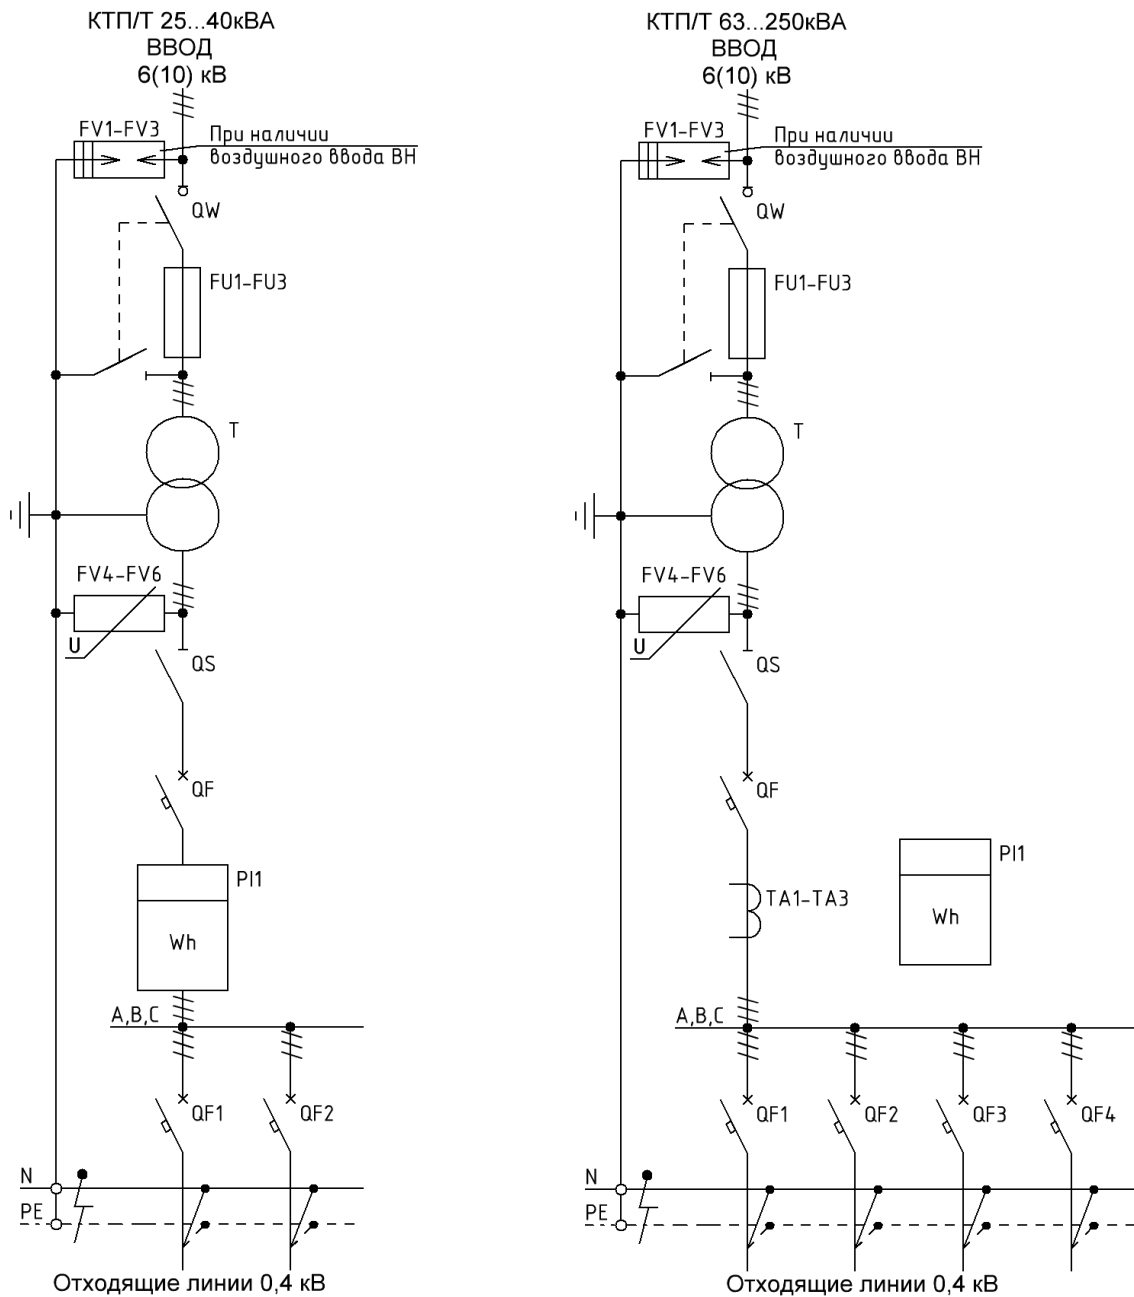 КТП/Т 25...40кВА
ВВОД
6(10) кВ
FV1-FV3
При наличии
воздушного ввода ВН
QW
FU1-FU3
T
FV4-FV6
U
QS
QF
PI1
Wh
A,B,C
QF1
QF2
N
PE
Отходящие линии 0,4 кВ
КТП/Т 63...250кВА
ВВОД
6(10) кВ
FV1-FV3
При наличии
воздушного ввода ВН
QW
FU1-FU3
T
FV4-FV6
U
QS
QF
TA1-TA3
PI1
Wh
A,B,C
QF1
QF2
QF3
QF4
N
PE
Отходящие линии 0,4 кВ